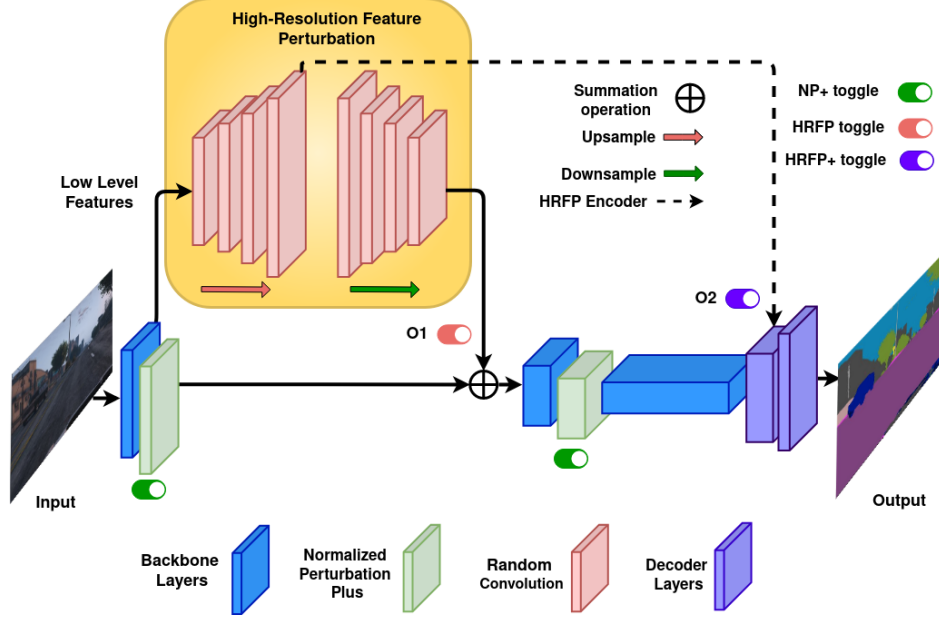 High-Resolution Feature
Perturbation
Summation
operation
Upsample
Downsample
HRFP Encoder
NP+ toggle
HRFP toggle
HRFP+ toggle
Low Level
Features
O1
O2
Input
Output
Backbone
Layers
Normalized
Perturbation
Plus
Random
Convolution
Decoder
Layers